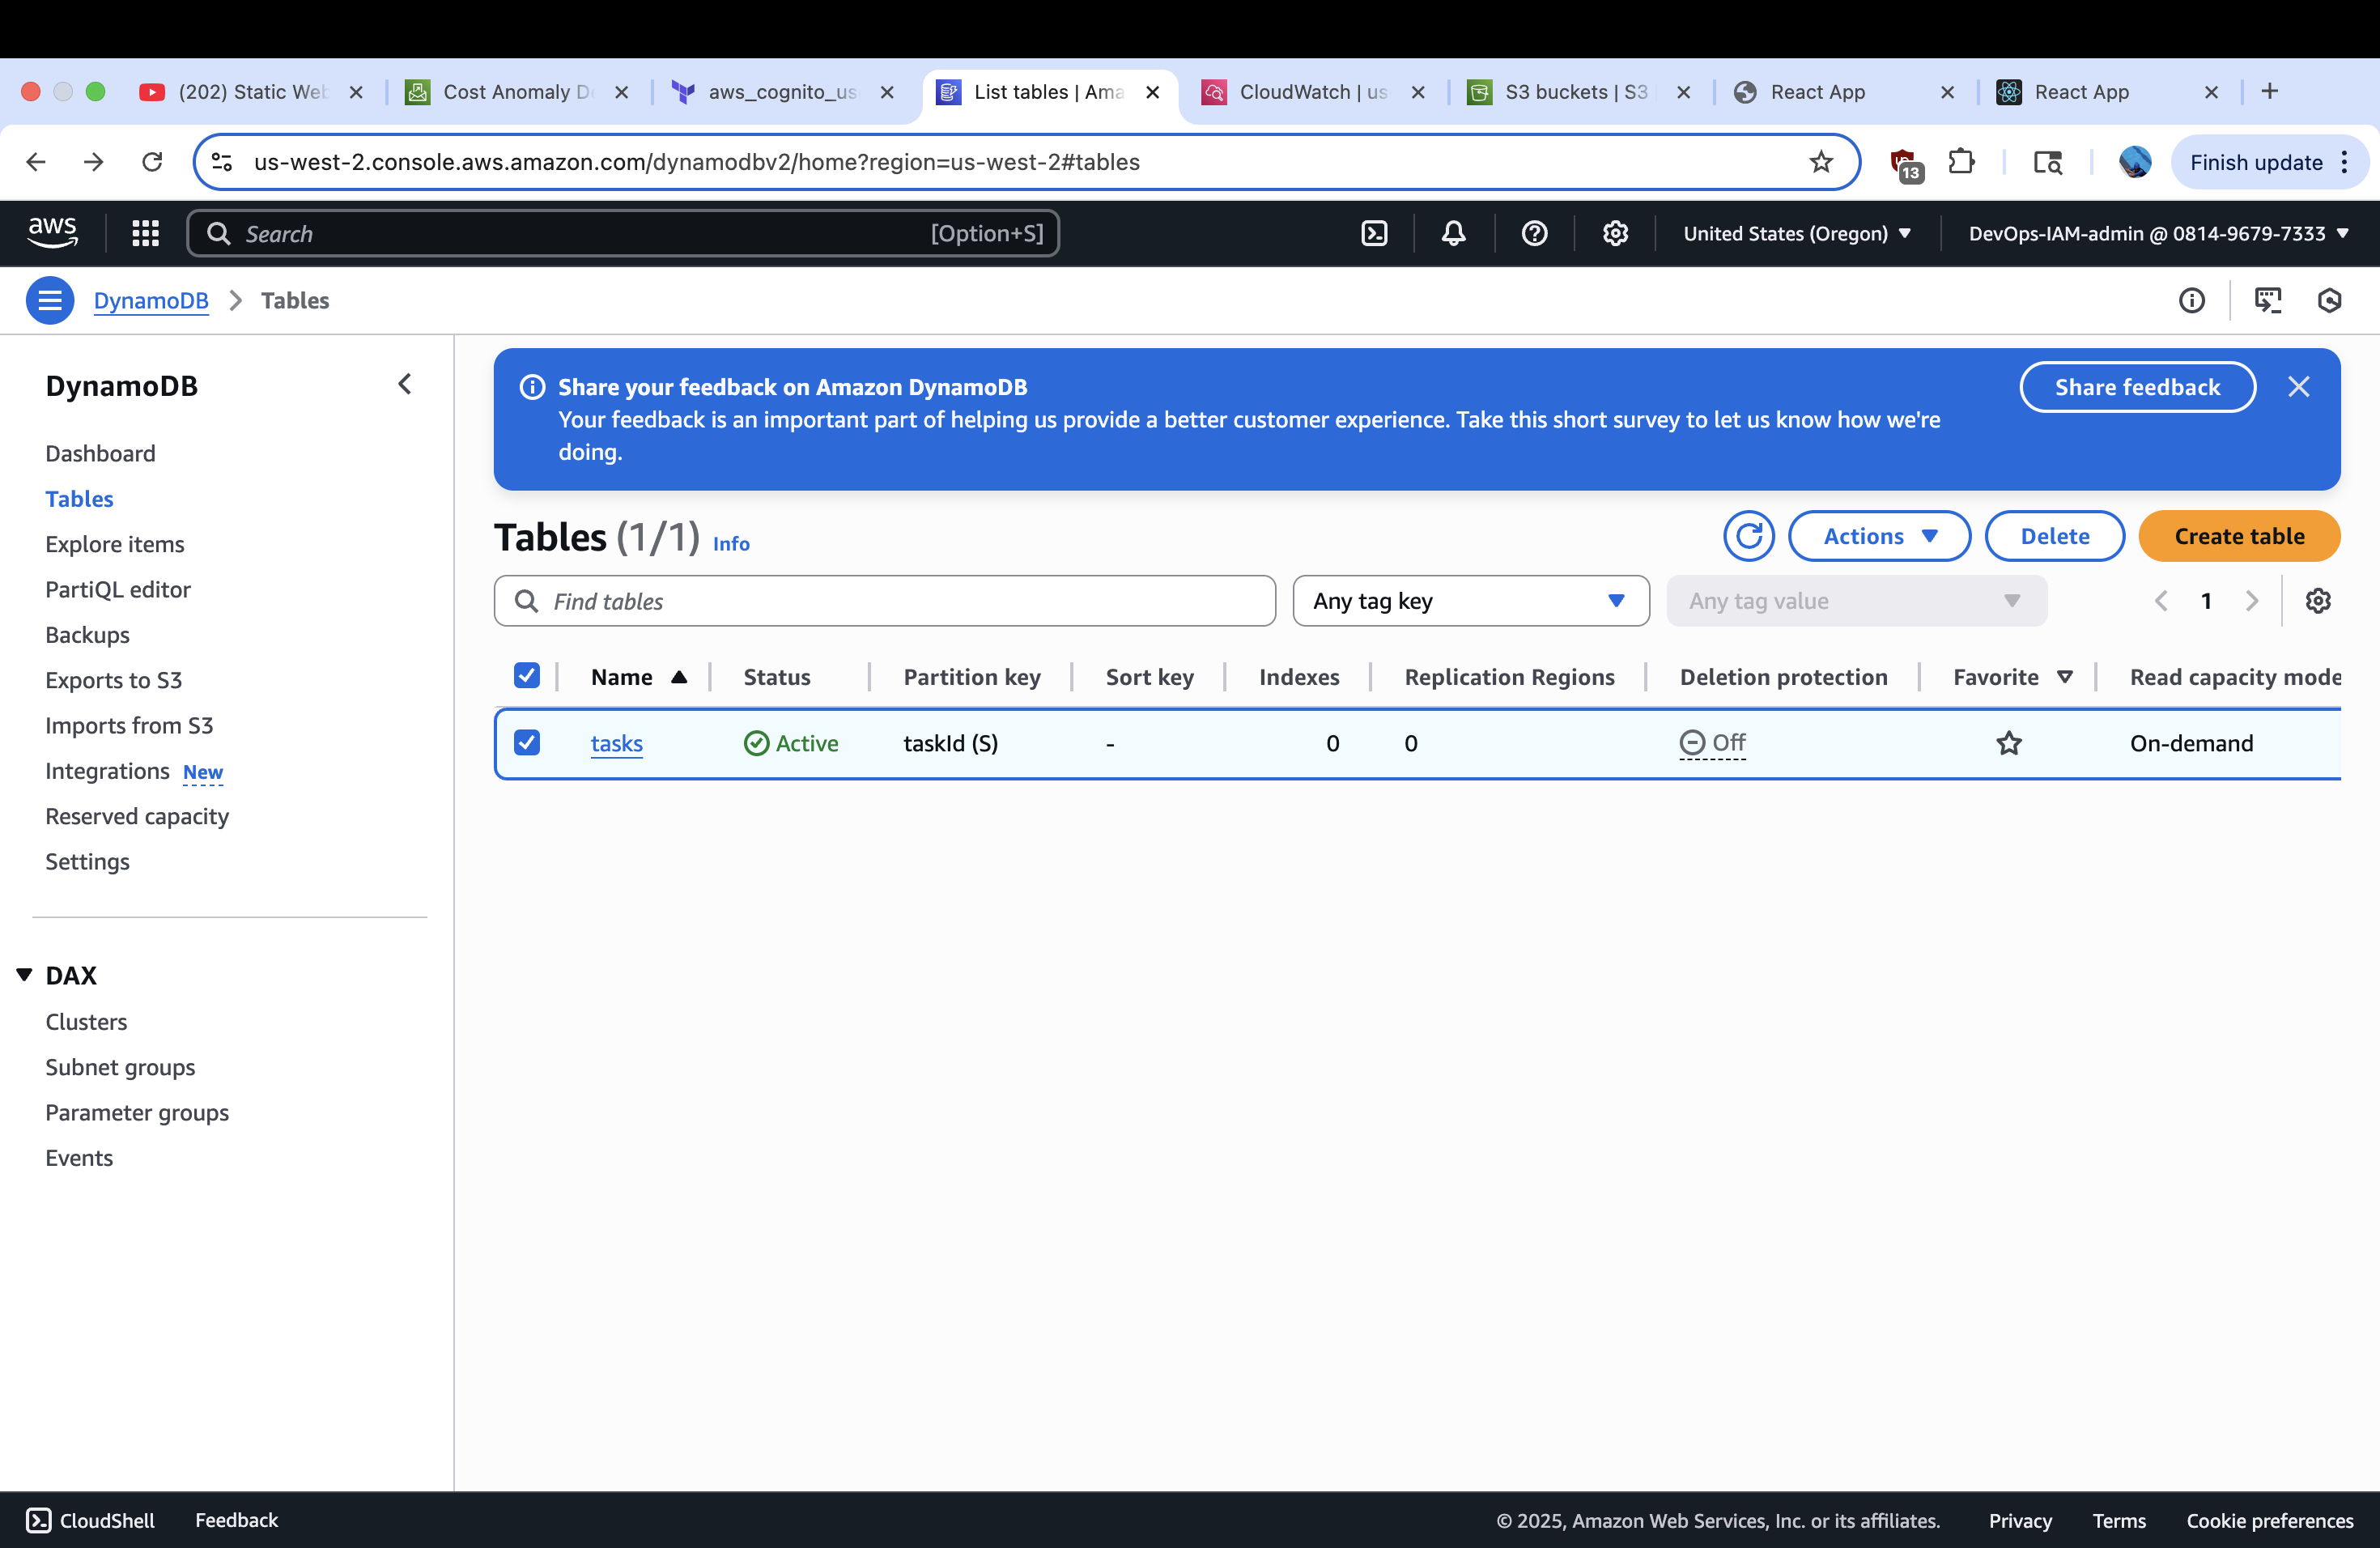 (202) Static Web
Cost Anomaly De
aws_cognito_us
List tables | Ama
CloudWatch | us
S3 buckets | S3
React App
React App
us-west-2.console.aws.amazon.com/dynamodbv2/home?region=us-west-2#tables
13
Finish update
aws
Search
[Option+S]
United States (Oregon)
DevOps-IAM-admin @ 0814-9679-7333
DynamoDB
Tables
DynamoDB
Dashboard
Tables
Explore items
PartiQL editor
Backups
Exports to S3
Imports from S3
Integrations New
Reserved capacity
Settings
DAX
Clusters
Subnet groups
Parameter groups
Events
Share your feedback on Amazon DynamoDB
Your feedback is an important part of helping us provide a better customer experience. Take this short survey to let us know how we're
doing.
Share feedback
Tables (1/1) Info
Actions
Delete
Create table
Find tables
Any tag key
Any tag value
1
Name Status Partition key Sort key Indexes Replication Regions Deletion protection Favorite Read capacity mode
tasks Active taskId (S) - 0 0 Off On-demand
CloudShell
Feedback
© 2025, Amazon Web Services, Inc. or its affiliates.
Privacy
Terms
Cookie preferences